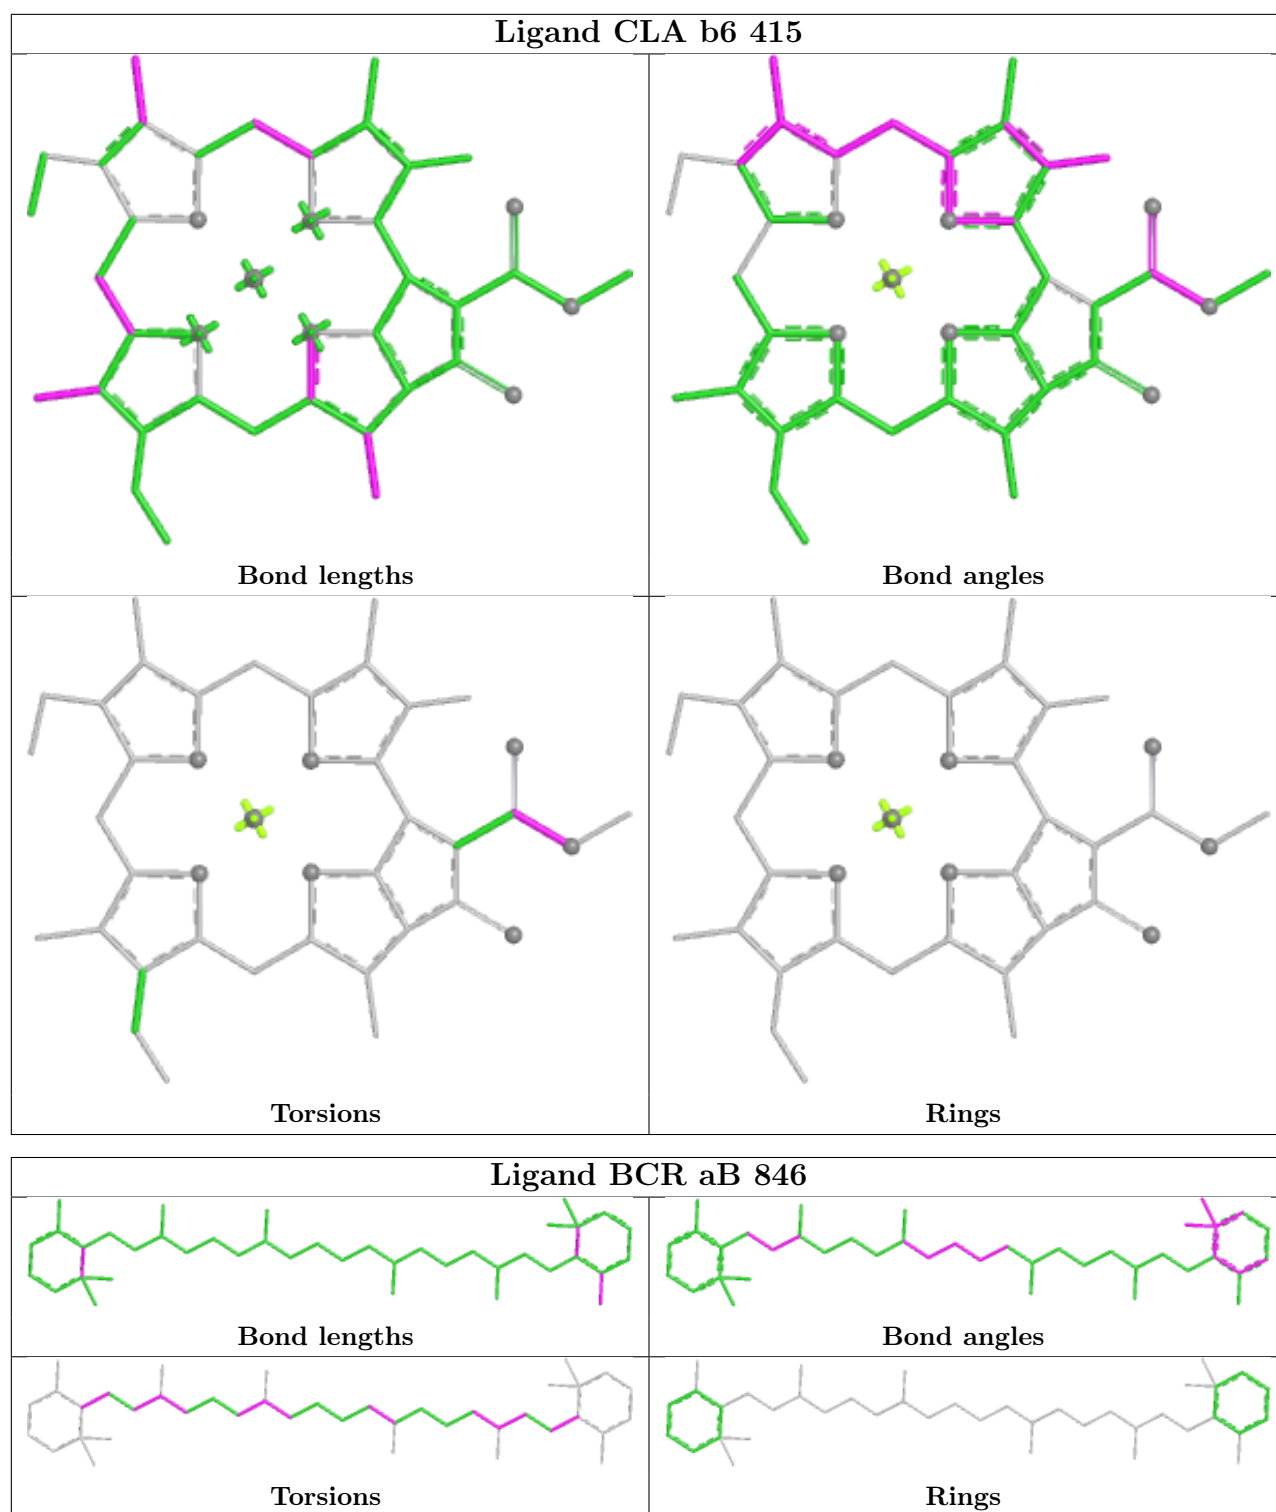 Ligand CLA b6 415
Bond lengths
Bond angles
Torsions
Rings
Ligand BCR aB 846
Bond lengths
Bond angles
Torsions
Rings